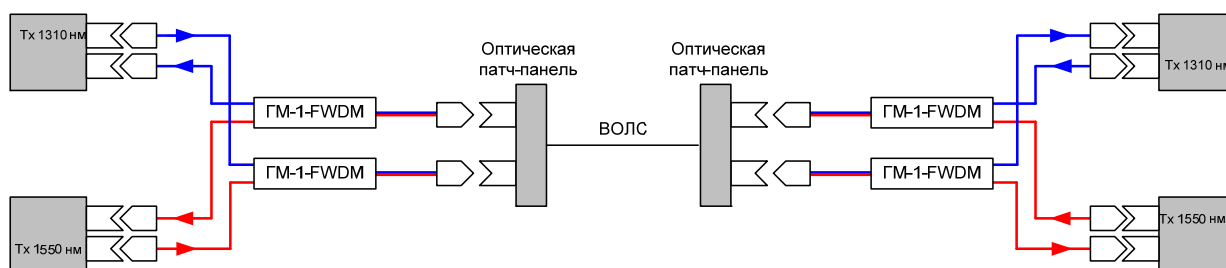 Tx 1310 нм
Оптическая
патч-панель
Оптическая
патч-панель
Tx 1310 нм
ГМ-1-FWDM
ГМ-1-FWDM
ВОЛС
ГМ-1-FWDM
ГМ-1-FWDM
Tx 1550 нм
Tx 1550 нм